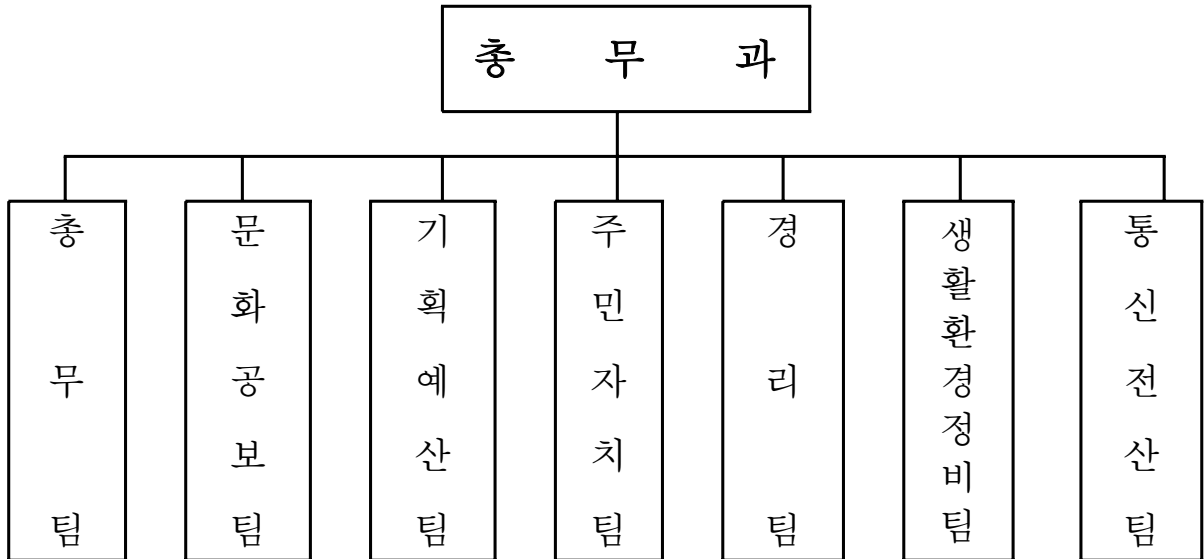 총 무 과
총무팀
문화공보팀
기획예산팀
주민자치팀
경리팀
생활환경정비팀
통신전산팀